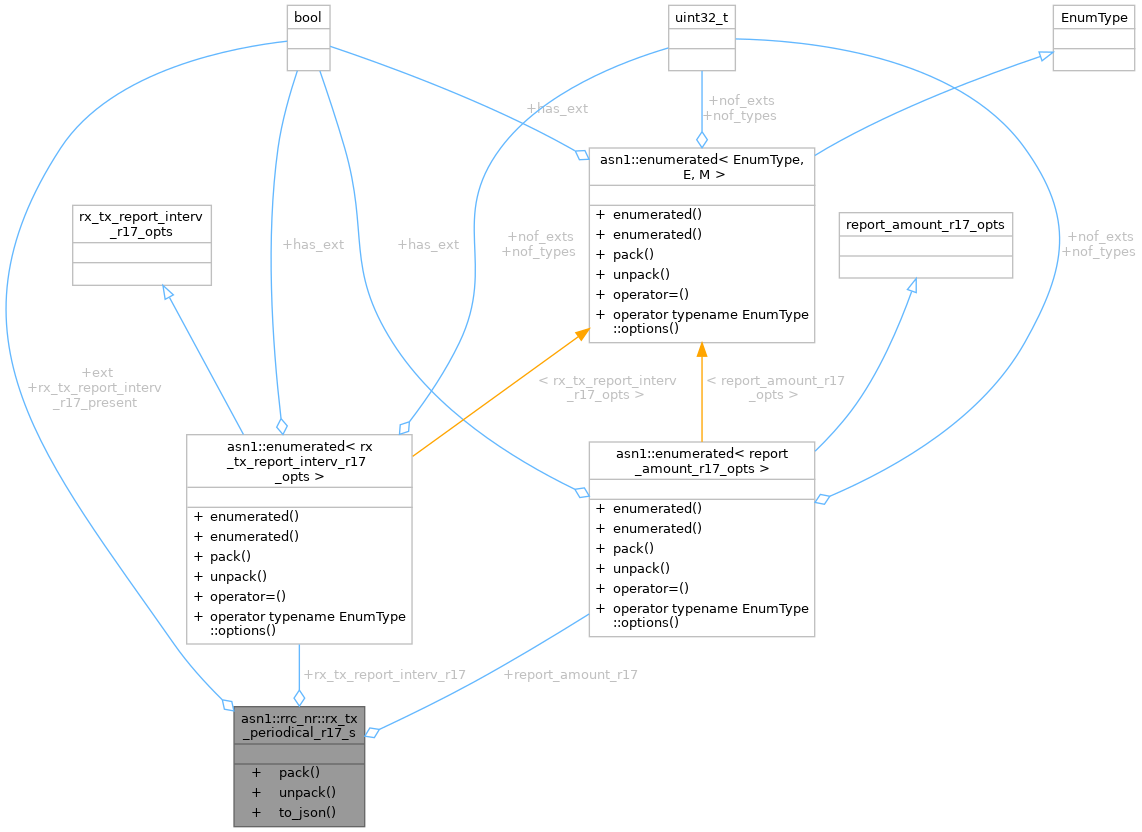 bool
uint32_t
EnumType
+has_ext
+nof_exts
+nof_types
asn1::enumerated< EnumType,
E, M >
+ enumerated()
+ enumerated()
+ pack()
+ unpack()
+ operator=()
+ operator typename EnumType
::options()
rx_tx_report_interv
_r17_opts
report_amount_r17_opts
+has_ext
+has_ext
+nof_exts
+nof_types
+nof_exts
+nof_types
+ext
+rx_tx_report_interv
_r17_present
< rx_tx_report_interv
_r17_opts >
< report_amount_r17
_opts >
asn1::enumerated< rx
_tx_report_interv_r17
_opts >
+ enumerated()
+ enumerated()
+ pack()
+ unpack()
+ operator=()
+ operator typename EnumType
::options()
asn1::enumerated< report
_amount_r17_opts >
+ enumerated()
+ enumerated()
+ pack()
+ unpack()
+ operator=()
+ operator typename EnumType
::options()
+rx_tx_report_interv_r17
+report_amount_r17
asn1::rrc_nr::rx_tx
_periodical_r17_s
+ pack()
+ unpack()
+ to_json()